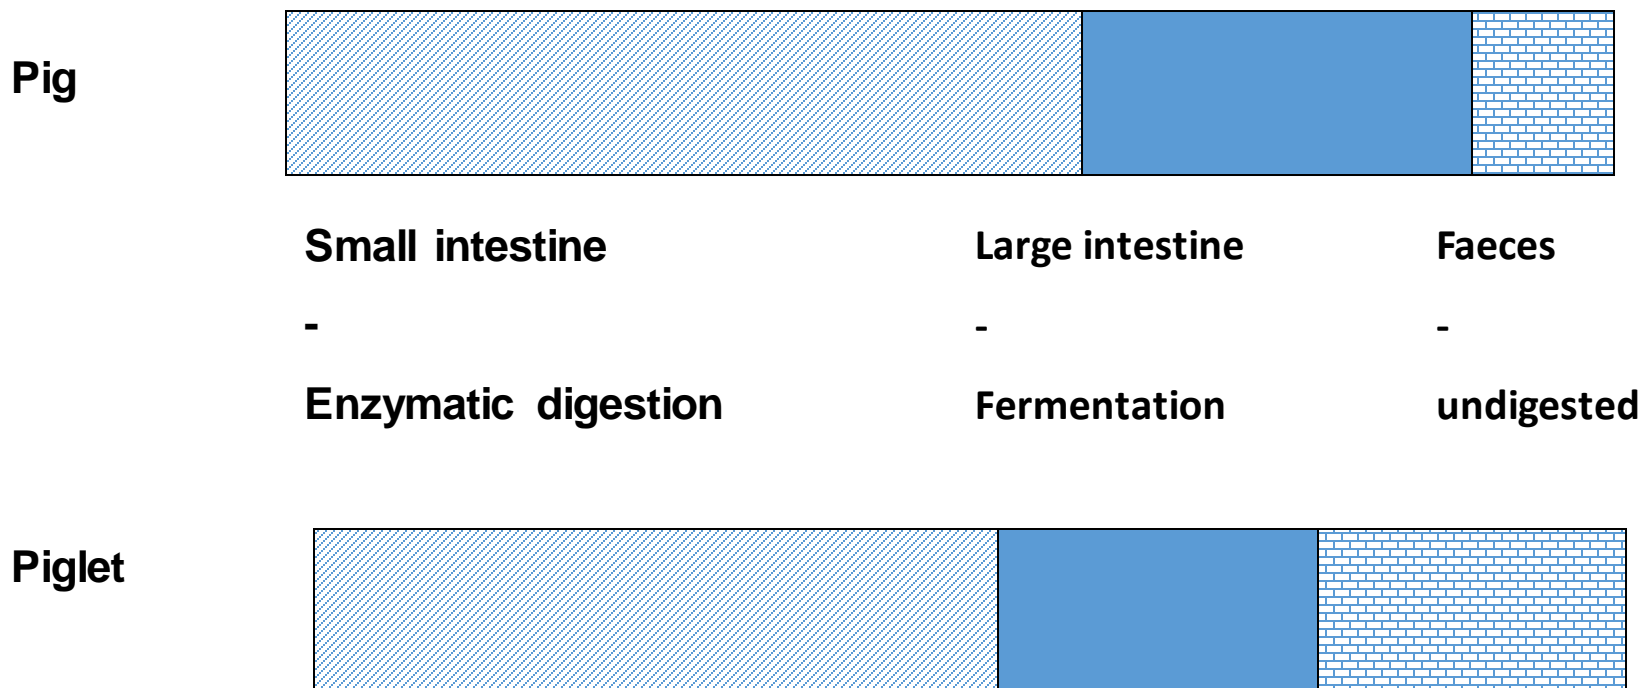 Pig
Small intestine Large intestine Faeces
- - -
Enzymatic digestion Fermentation undigested
Piglet